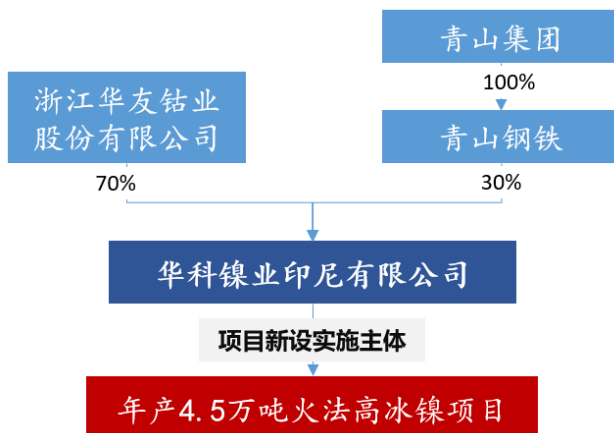 青山集团
100%
浙江华友钴业
股份有限公司
青山钢铁
70%
30%
华科镍业印尼有限公司
项目新设实施主体
年产4.5万吨火法高冰镍项目